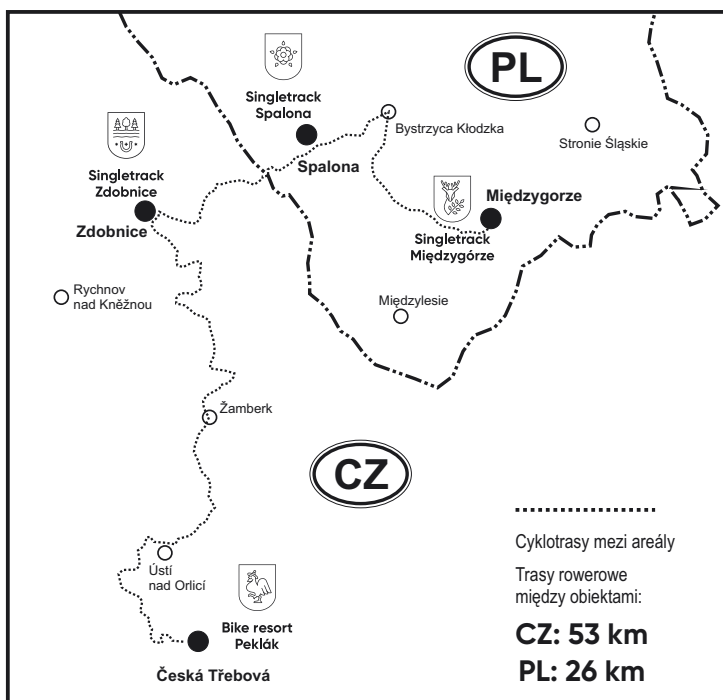 PL
Singletrack
Spalona
Bystrzyca Kłodzka
Stronie Śląskie
Spalona
Singletrack
Zdobnice
Zdobnice
Międzygorze
Singletrack
Międzygórze
Rychnov
nad Kněžnou
Międzylesie
Žamberk
CZ
Ústí
nad Orlicí
Bike resort
Peklák
Česká Třebová
Cyklotrasy mezi areály
Trasy rowerowe
między obiektami:
CZ: 53 km
PL: 26 km